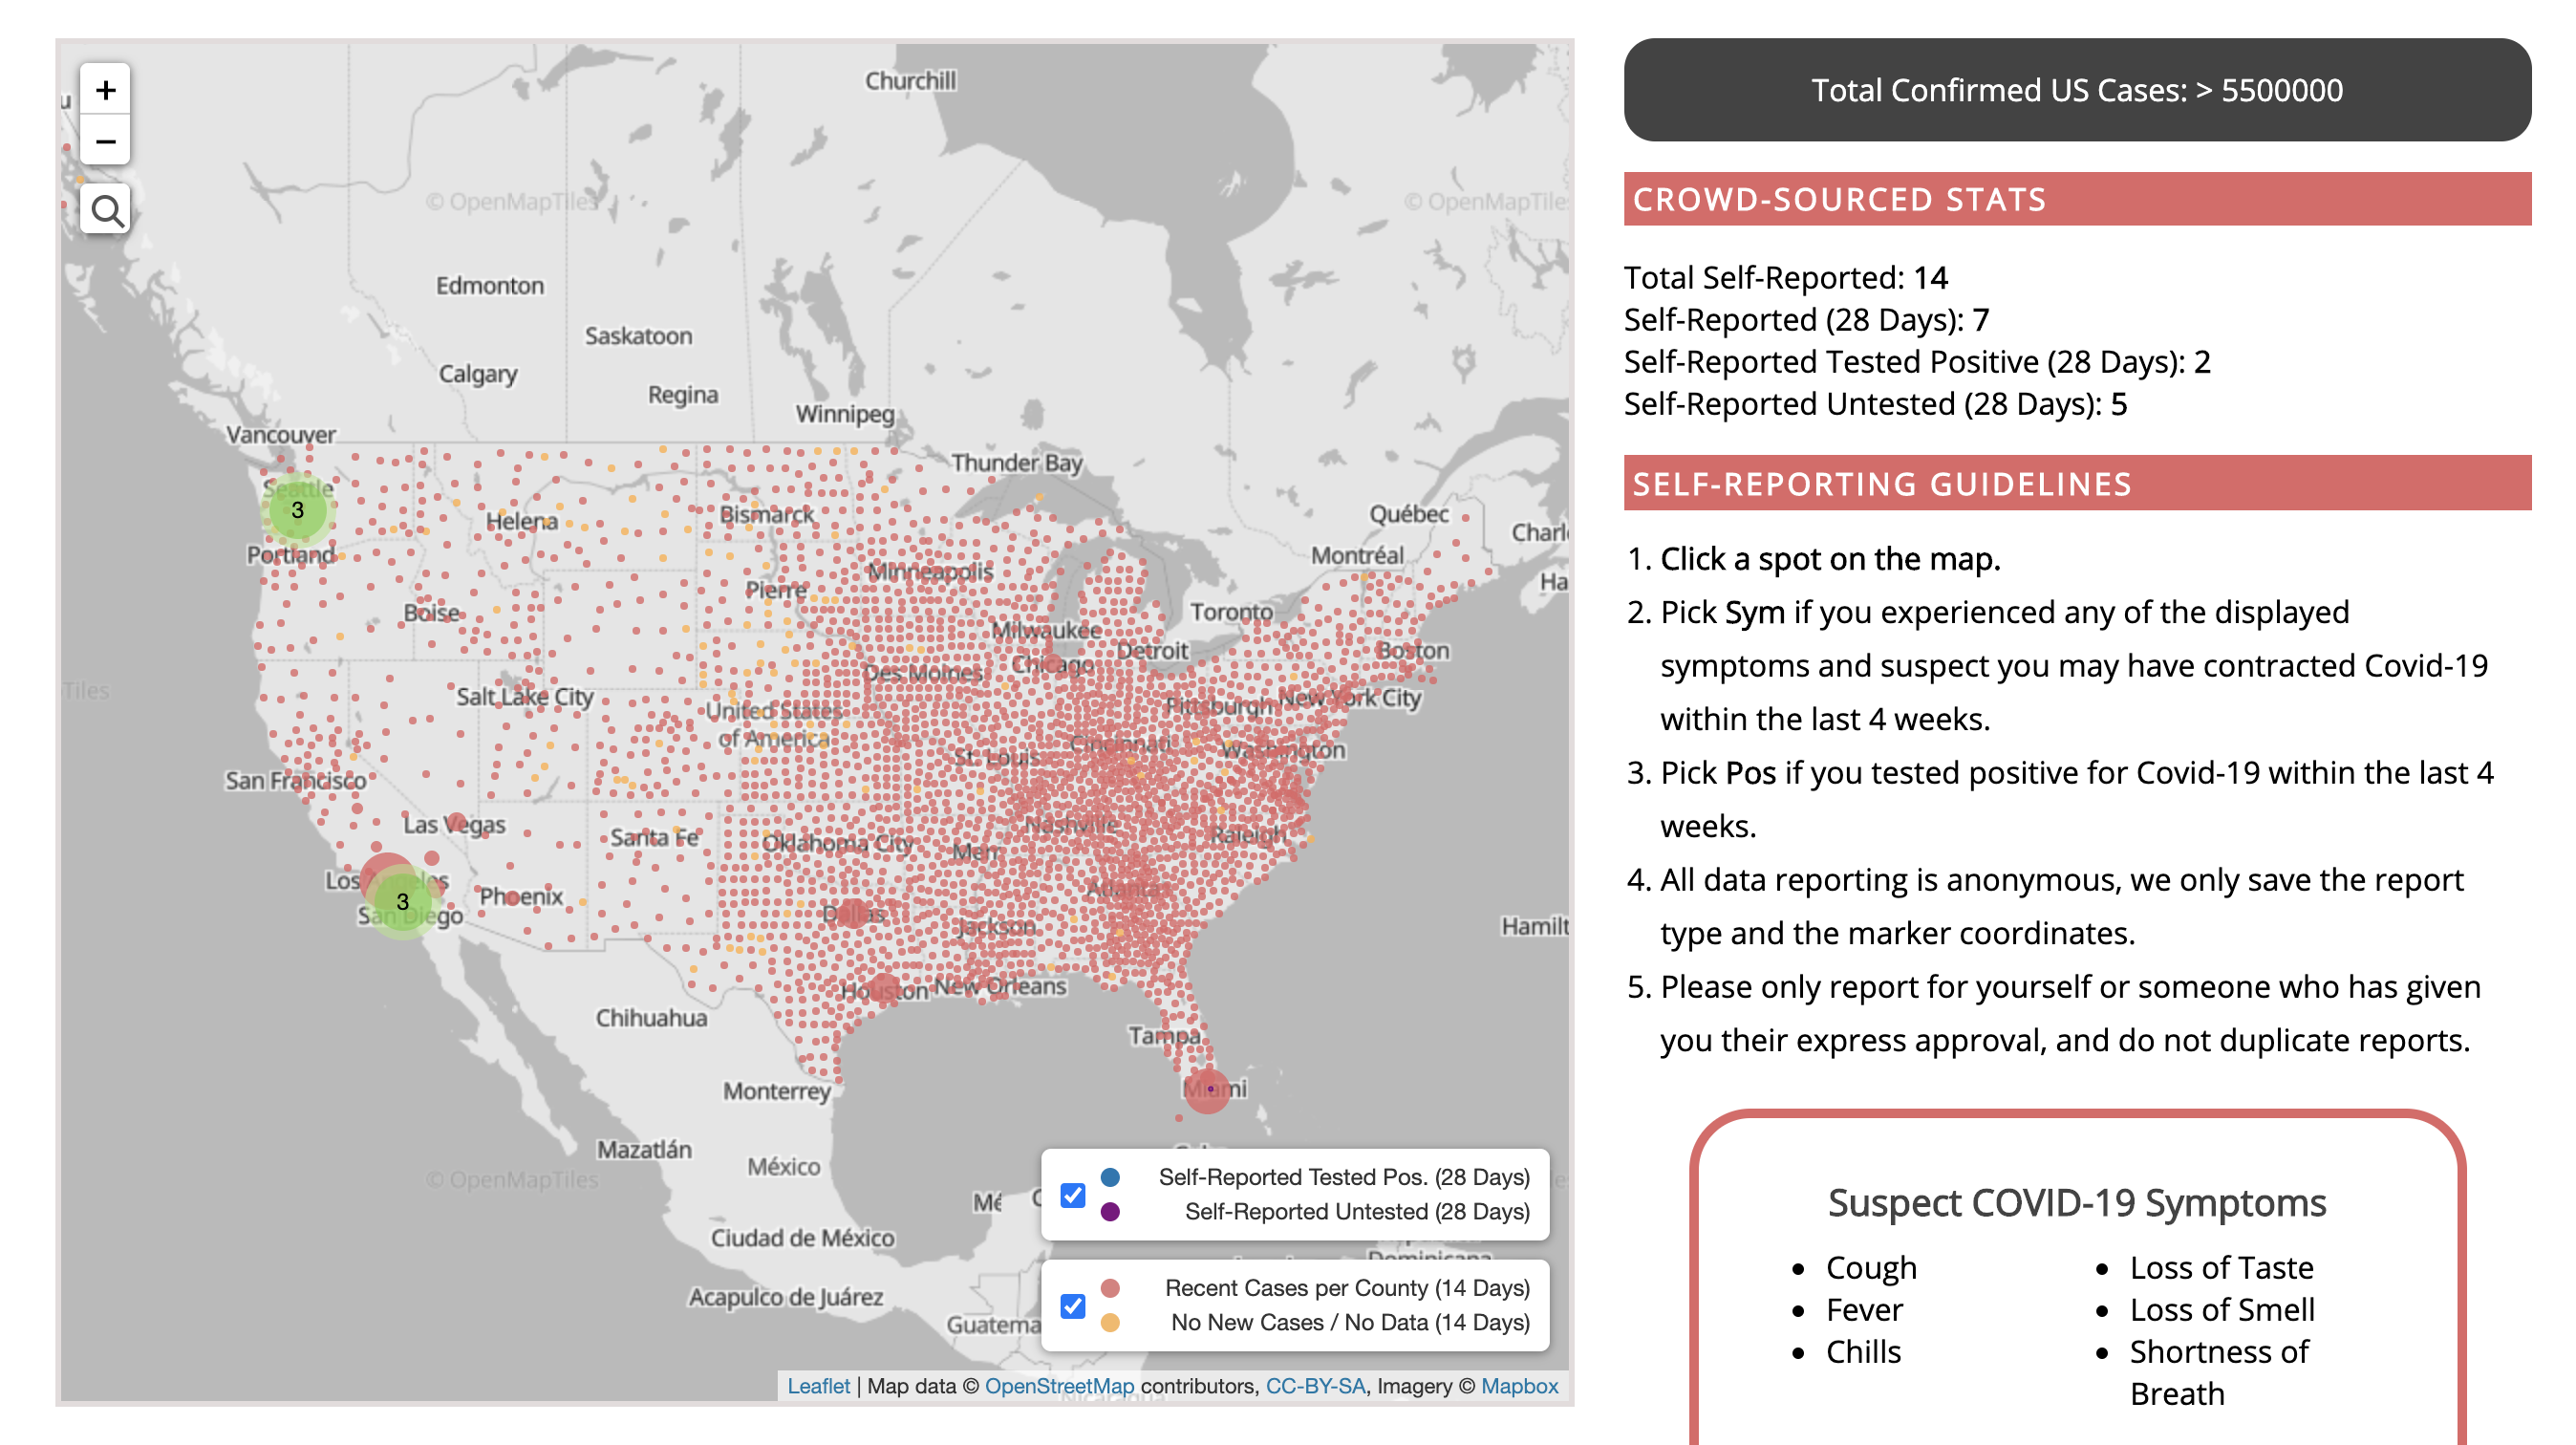 Churchill
+
−
© OpenMapTiles
© OpenMapTiles
Edmonton
Saskatoon
Calgary
Regina
Winnipeg
Vancouver
Thunder Bay
Seattle
3
Helena
Bismarck
Québec
Portland
Montréal
Minneapolis
Pierre
Boise
Toronto
Milwaukee
Detroit
Boston
Chicago
Des Moines
Tiles
Salt Lake City
Pittsburgh
New York City
United States
of America
Cincinnati
Washington
St. Louis
San Francisco
Las Vegas
Nashville
Santa Fe
Oklahoma City
Raleigh
Mem
Los Angeles
3
Phoenix
Atlanta
San Diego
Dallas
Jackson
Hamilt
Houston
New Orleans
Chihuahua
Tampa
Monterrey
Miami
Mazatlán
México
© OpenMapTiles
Ciudad de México
Acapulco de Juárez
Guatema
Self-Reported Tested Pos. (28 Days)
Self-Reported Untested (28 Days)
Recent Cases per County (14 Days)
No New Cases / No Data (14 Days)
Leaflet | Map data © OpenStreetMap contributors, CC-BY-SA, Imagery © Mapbox
Total Confirmed US Cases: > 5500000
CROWD-SOURCED STATS
Total Self-Reported: 14
Self-Reported (28 Days): 7
Self-Reported Tested Positive (28 Days): 2
Self-Reported Untested (28 Days): 5
SELF-REPORTING GUIDELINES
1. Click a spot on the map.
2. Pick Sym if you experienced any of the displayed
symptoms and suspect you may have contracted Covid-19
within the last 4 weeks.
3. Pick Pos if you tested positive for Covid-19 within the last 4
weeks.
4. All data reporting is anonymous, we only save the report
type and the marker coordinates.
5. Please only report for yourself or someone who has given
you their express approval, and do not duplicate reports.
Suspect COVID-19 Symptoms
• Cough
• Fever
• Chills
• Loss of Taste
• Loss of Smell
• Shortness of
Breath